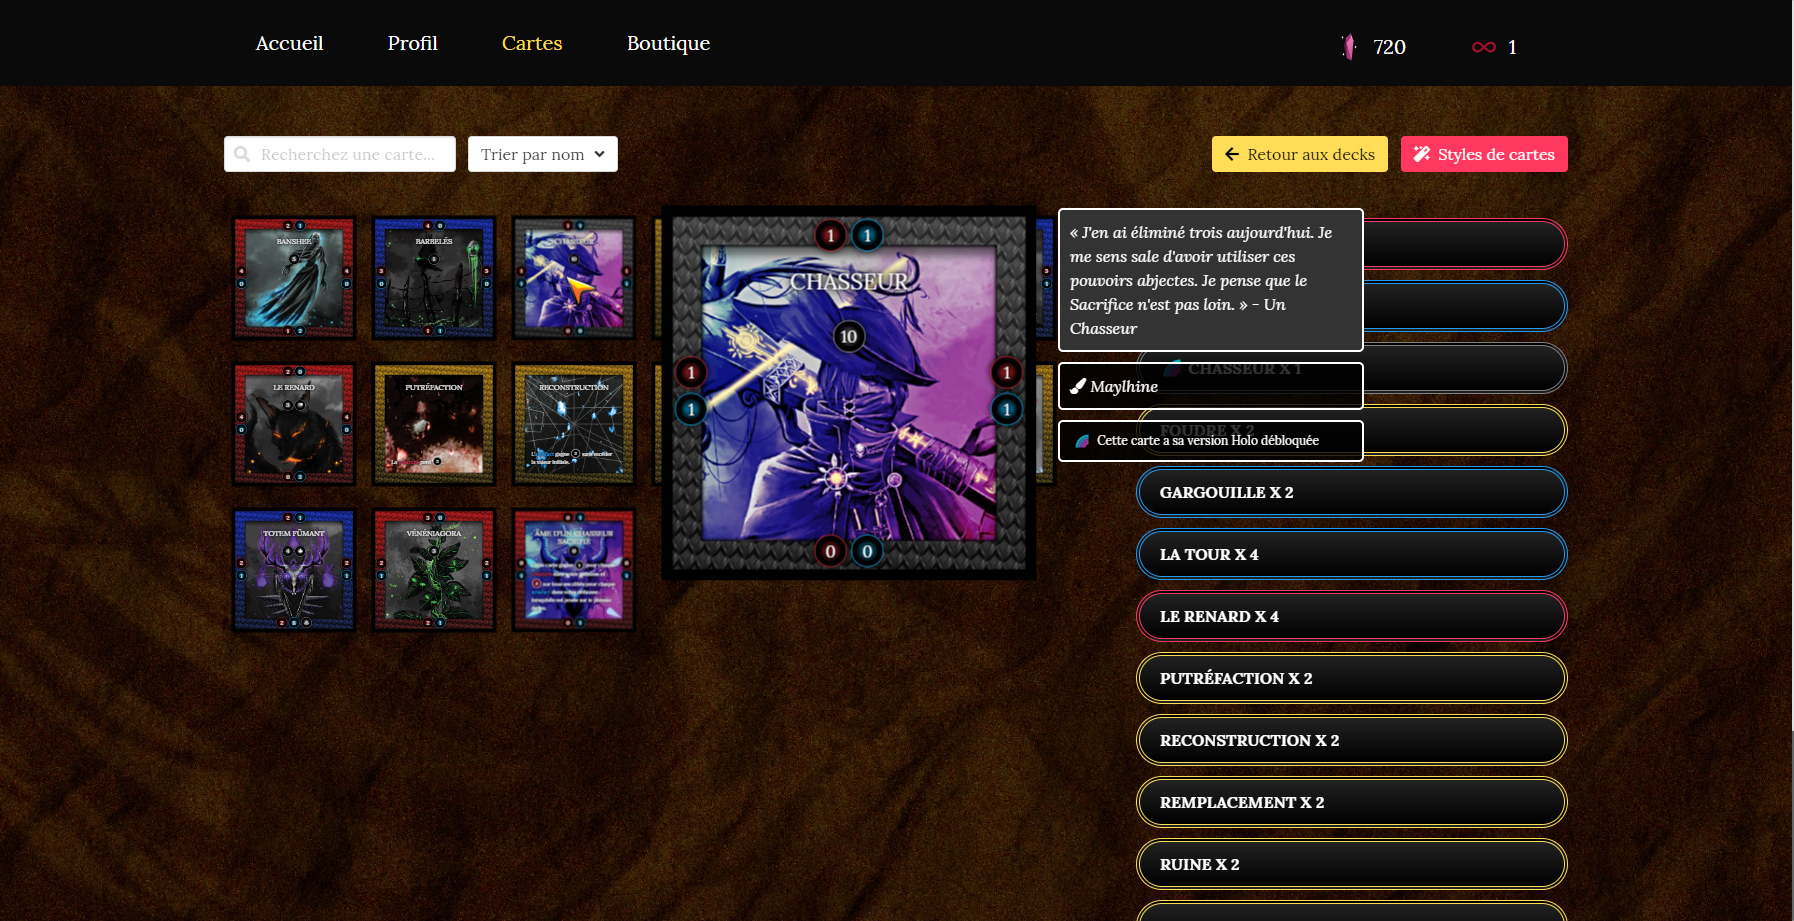 Accueil
Profil
Cartes
Boutique
720
1
Recherchez une carte...
Trier par nom
Retour aux decks
Styles de cartes
BANSHEE
BARBELÉS
CHASSEUR
LE RENARD
PUTRÉFACTION
RECONSTRUCTION
TOTEM FÛMANT
VÉNÉNIAGORA
ÂME D'UN CHASSEUR
SACRIFIÉ
1 1
CHASSEUR
10
1 1
1 1
0 0
« J'en ai éliminé trois aujourd'hui. Je
me sens sale d'avoir utiliser ces
pouvoirs abjectes. Je pense que le
Sacrifice n'est pas loin. » - Un
Chasseur
Maylhine
Cette carte a sa version Holo débloquée
CHASSEUR X 1
FOUDRE X 2
GARGOUILLE X 2
LA TOUR X 4
LE RENARD X 4
PUTRÉFACTION X 2
RECONSTRUCTION X 2
REMPLACEMENT X 2
RUINE X 2